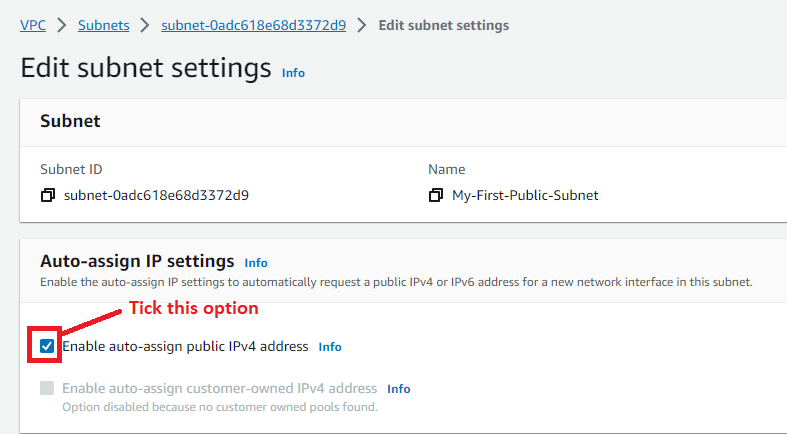 VPC > Subnets > subnet-0adc618e68d3372d9 > Edit subnet settings
Edit subnet settings Info
Subnet
Subnet ID Name
subnet-0adc618e68d3372d9 My-First-Public-Subnet
Auto-assign IP settings Info
Enable the auto-assign IP settings to automatically request a public IPv4 or IPv6 address for a new network interface in this subnet.
Tick this option
Enable auto-assign public IPv4 address Info
Enable auto-assign customer-owned IPv4 address Info
Option disabled because no customer owned pools found.